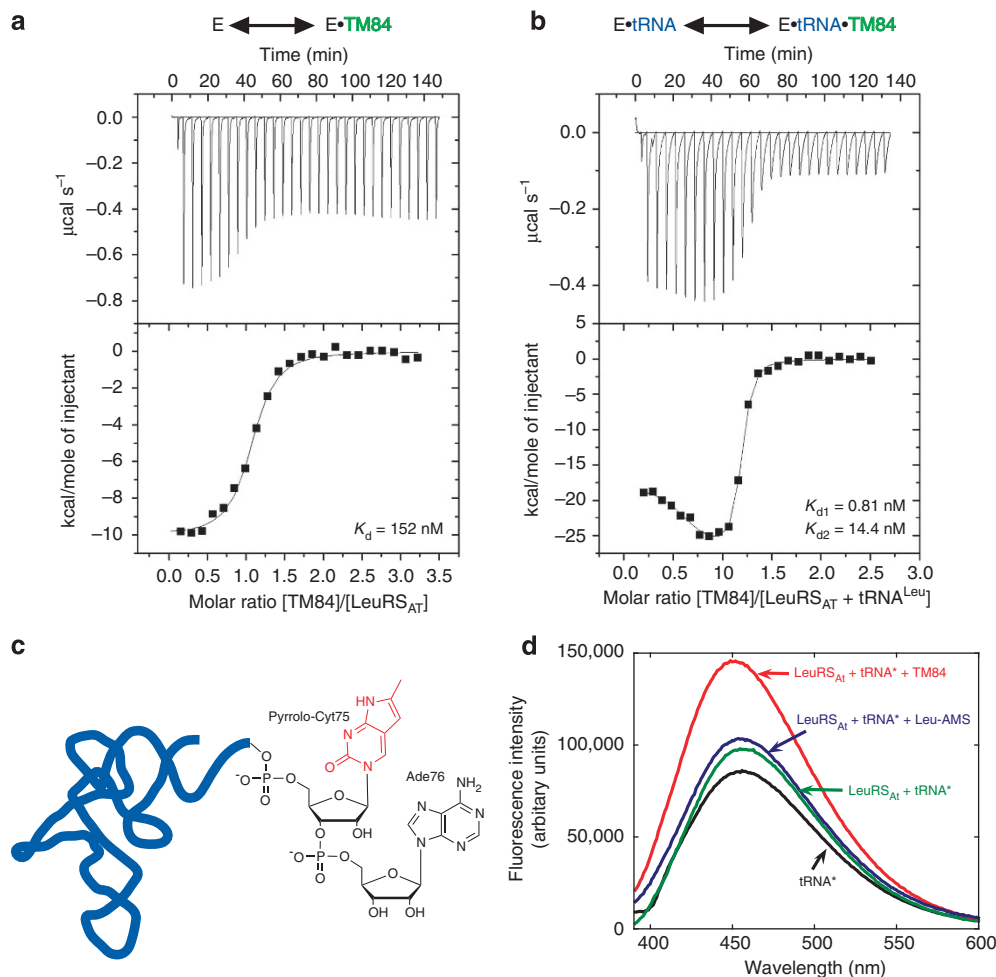 a
E ⟷ E•TM84
Time (min)
0 20 40 60 80 100 120 140
0.0
−0.2
−0.4
−0.6
−0.8
μcal s⁻¹
0
−2
−4
−6
−8
−10
kcal/mole of injectant
K_d = 152 nM
0.0 0.5 1.0 1.5 2.0 2.5 3.0 3.5
Molar ratio [TM84]/[LeuRS_AT]
b
E•tRNA ⟷ E•tRNA•TM84
Time (min)
0 15 30 45 60 75 90 105 120 135
0.0
−0.2
−0.4
μcal s⁻¹
5
0
−5
−10
−15
−20
−25
kcal/mole of injectant
K_d1 = 0.81 nM
K_d2 = 14.4 nM
0.0 0.5 1.0 1.5 2.0 2.5 3.0
Molar ratio [TM84]/[LeuRS_AT + tRNA^Leu]
c
Pyrrolo-Cyt75
HN
N
O
N
O
⁻O P O
O
O
OH
O
Ade76
NH₂
N
N
N
N
⁻O P O
O
O
OH OH
d
150,000
100,000
50,000
0
Fluorescence intensity
(arbitary units)
LeuRS_At + tRNA* + TM84
LeuRS_At + tRNA* + Leu-AMS
LeuRS_At + tRNA*
tRNA*
400 450 500 550 600
Wavelength (nm)